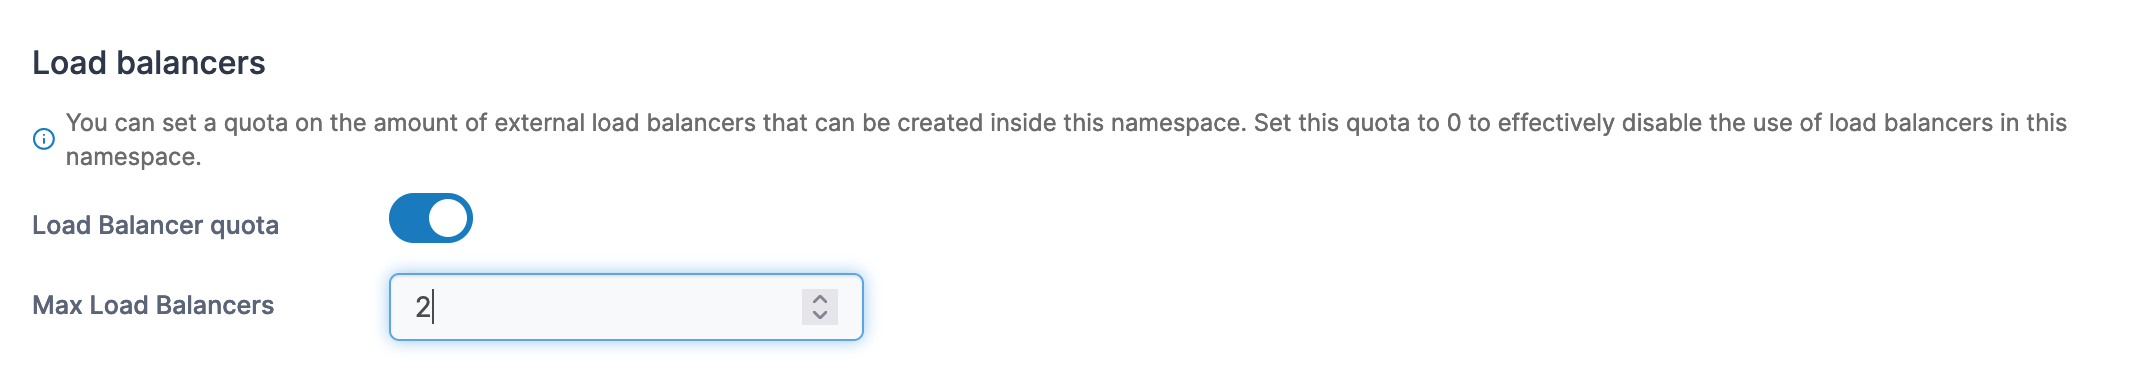 Load balancers
You can set a quota on the amount of external load balancers that can be created inside this namespace. Set this quota to 0 to effectively disable the use of load balancers in this
namespace.
Load Balancer quota
Max Load Balancers
2